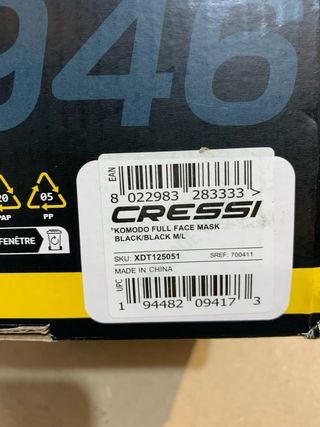 946
20
PAP
05
PP
FENÊTRE
EAN
8 022983 283333 >
CRESSI
*KOMODO FULL FACE MASK
BLACK/BLACK M/L
SKU: XDT125051 SREF: 700411
MADE IN CHINA
UPC
1 94482 09417 3